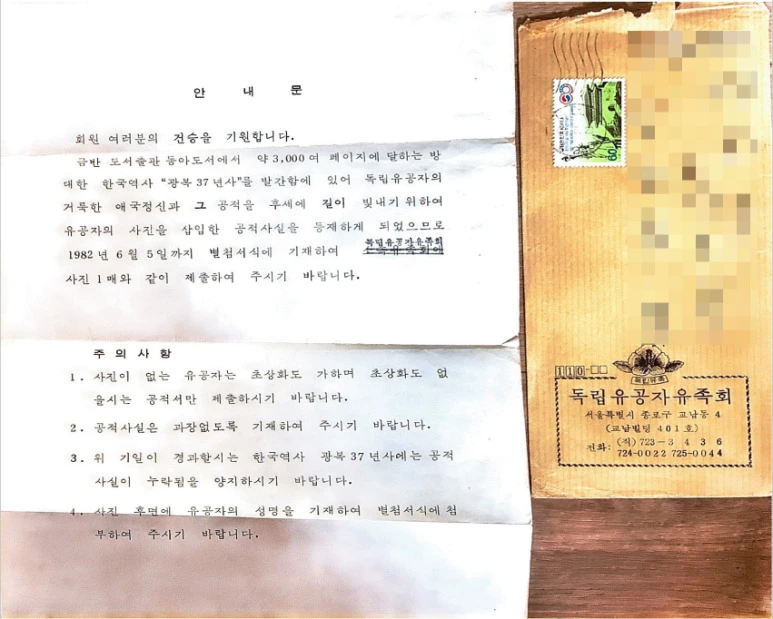 안 내 문
회원 여러분의 건승을 기원합니다.
금반 도서출판 동아도서에서 약 3,000여 페이지에 달하는 방
대한 한국역사 "광복 37년사"를 발간함에 있어 독립유공자의
거룩한 애국정신과 그 공적을 후세에 길이 빛내기 위하여
유공자의 사진을 삽입한 공적사실을 등재하게 되었으므로
독립유공자유족회
1982년 6월 5일까지 별첨서식에 기재하여
사진 1매와 같이 제출하여 주시기 바랍니다.
주 의 사 항
1. 사진이 없는 유공자는 초상화도 가하며 초상화도 없
을시는 공적서만 제출하시기 바랍니다.
2. 공적사실은 과장없도록 기재하여 주시기 바랍니다.
3. 위 기일이 경과할시는 한국역사 광복37년사에는 공적
사실이 누락됨을 양지하시기 바랍니다.
4. 사진 후면에 유공자의 성명을 기재하여 별첨서식에 첨
부하여 주시기 바랍니다.
60
독립유족
110-□□
독립유공자유족회
서울특별시 종로구 교남동 4
(교남빌딩 401호)
전화: (직) 723-3436
724-0022 725-0044